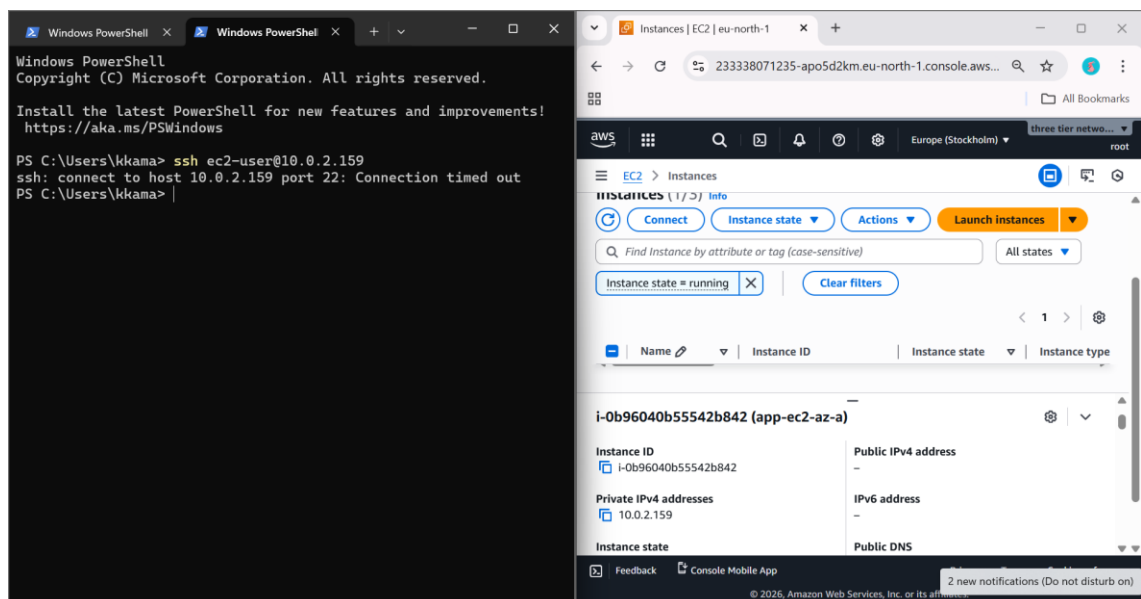 Windows PowerShell
Windows PowerShell
Windows PowerShell
Copyright (C) Microsoft Corporation. All rights reserved.
Install the latest PowerShell for new features and improvements!
https://aka.ms/PSWindows
PS C:\Users\kkama> ssh ec2-user@10.0.2.159
ssh: connect to host 10.0.2.159 port 22: Connection timed out
PS C:\Users\kkama>
Instances | EC2 | eu-north-1
233338071235-apo5d2km.eu-north-1.console.aws...
All Bookmarks
aws
Europe (Stockholm)
three tier netwo...
root
EC2 > Instances
Instances (1/3) Info
Connect
Instance state
Actions
Launch instances
Find Instance by attribute or tag (case-sensitive)
All states
Instance state = running
Clear filters
1
Name
Instance ID
Instance state
Instance type
i-0b96040b55542b842 (app-ec2-az-a)
Instance ID
Public IPv4 address
i-0b96040b55542b842
–
Private IPv4 addresses
IPv6 address
10.0.2.159
–
Instance state
Public DNS
Feedback
Console Mobile App
2 new notifications (Do not disturb on)
© 2026, Amazon Web Services, Inc. or its